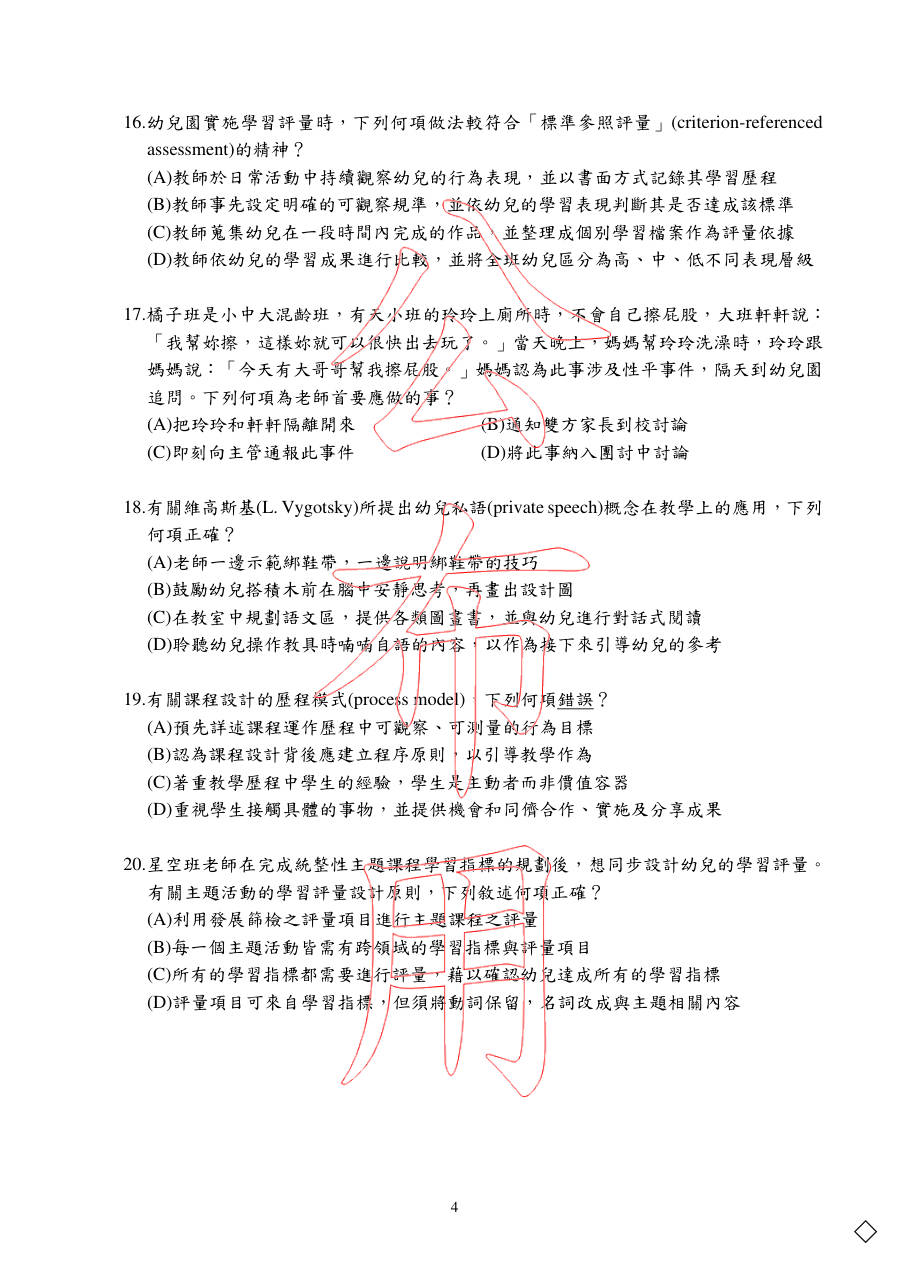 16.幼兒園實施學習評量時，下列何項做法較符合「標準參照評量」(criterion-referenced
assessment)的精神？
(A)教師於日常活動中持續觀察幼兒的行為表現，並以書面方式記錄其學習歷程
(B)教師事先設定明確的可觀察規準，並依幼兒的學習表現判斷其是否達成該標準
(C)教師蒐集幼兒在一段時間內完成的作品，並整理成個別學習檔案作為評量依據
(D)教師依幼兒的學習成果進行比較，並將全班幼兒區分為高、中、低不同表現層級
17.橘子班是小中大混齡班，有天小班的玲玲上廁所時，不會自己擦屁股，大班軒軒說：
「我幫妳擦，這樣妳就可以很快出去玩了。」當天晚上，媽媽幫玲玲洗澡時，玲玲跟
媽媽說：「今天有大哥哥幫我擦屁股。」媽媽認為此事涉及性平事件，隔天到幼兒園
追問。下列何項為老師首要應做的事？
(A)把玲玲和軒軒隔離開來 (B)通知雙方家長到校討論
(C)即刻向主管通報此事件 (D)將此事納入團討中討論
18.有關維高斯基(L. Vygotsky)所提出幼兒私語(private speech)概念在教學上的應用，下列
何項正確？
(A)老師一邊示範綁鞋帶，一邊說明綁鞋帶的技巧
(B)鼓勵幼兒搭積木前在腦中安靜思考，再畫出設計圖
(C)在教室中規劃語文區，提供各類圖畫書，並與幼兒進行對話式閱讀
(D)聆聽幼兒操作教具時喃喃自語的內容，以作為接下來引導幼兒的參考
19.有關課程設計的歷程模式(process model)，下列何項錯誤？
(A)預先詳述課程運作歷程中可觀察、可測量的行為目標
(B)認為課程設計背後應建立程序原則，以引導教學作為
(C)著重教學歷程中學生的經驗，學生是主動者而非價值容器
(D)重視學生接觸具體的事物，並提供機會和同儕合作、實施及分享成果
20.星空班老師在完成統整性主題課程學習指標的規劃後，想同步設計幼兒的學習評量。
有關主題活動的學習評量設計原則，下列敘述何項正確？
(A)利用發展篩檢之評量項目進行主題課程之評量
(B)每一個主題活動皆需有跨領域的學習指標與評量項目
(C)所有的學習指標都需要進行評量，藉以確認幼兒達成所有的學習指標
(D)評量項目可來自學習指標，但須將動詞保留，名詞改成與主題相關內容
公布用
4